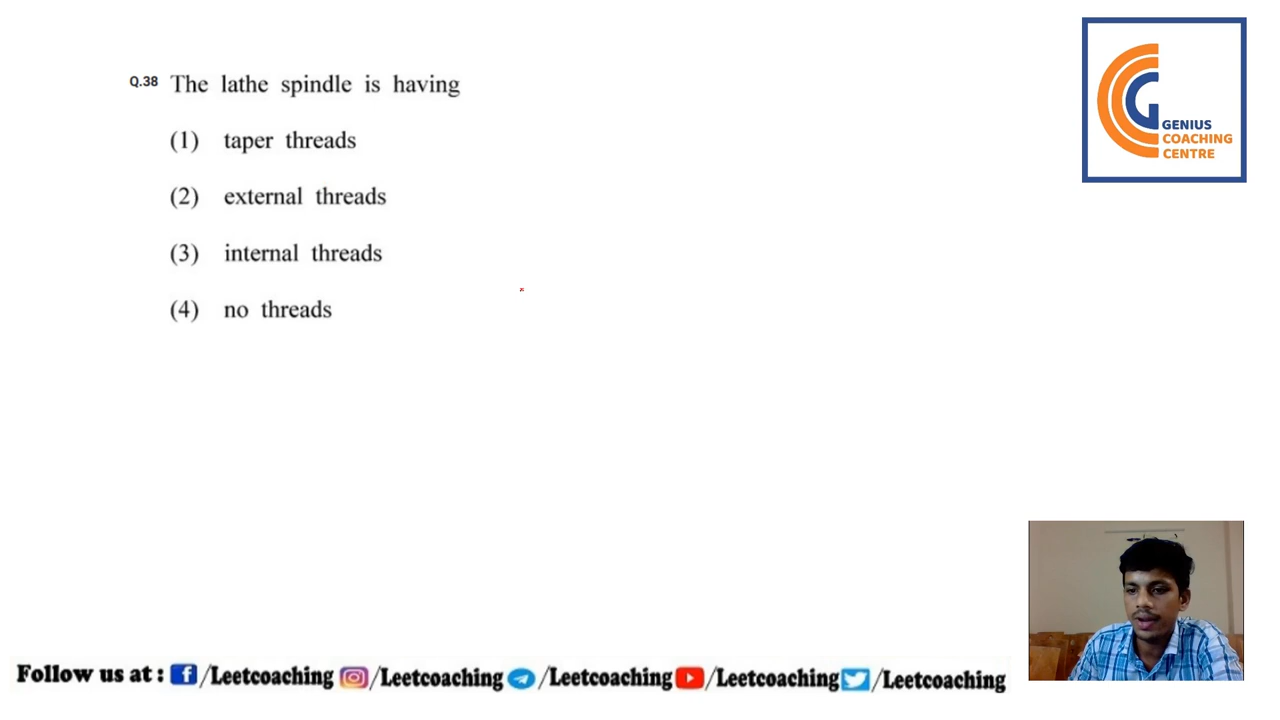 Q.38 The lathe spindle is having
(1) taper threads
(2) external threads
(3) internal threads
(4) no threads
G GENIUS
COACHING
CENTRE
Follow us at : f /Leetcoaching /Leetcoaching /Leetcoaching /Leetcoaching /Leetcoaching